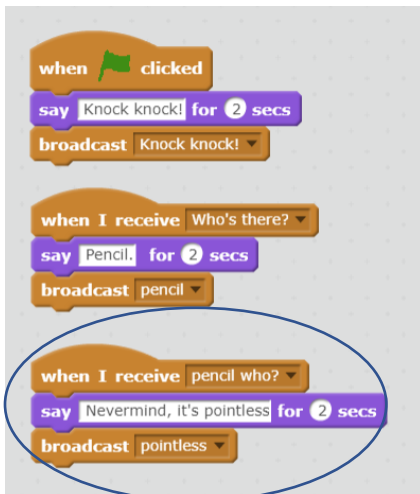 when clicked
say Knock knock! for 2 secs
broadcast Knock knock!
when I receive Who's there?
say Pencil. for 2 secs
broadcast pencil
when I receive pencil who?
say Nevermind, it's pointless for 2 secs
broadcast pointless